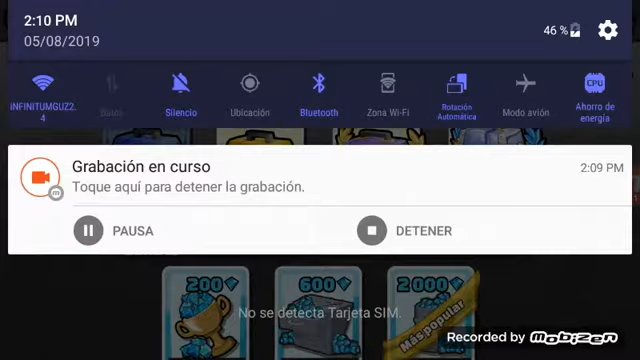 2:10 PM
05/08/2019
46 %
INFINITUMGUZ2.
4
Datos
Silencio
Ubicación
Bluetooth
Zona Wi-Fi
Rotación
Automática
Modo avión
CPU
Ahorro de
energía
Grabación en curso
2:09 PM
Toque aquí para detener la grabación.
m
PAUSA
DETENER
200
600
2 000
No se detecta Tarjeta SIM.
Más popular
Recorded by mobizen